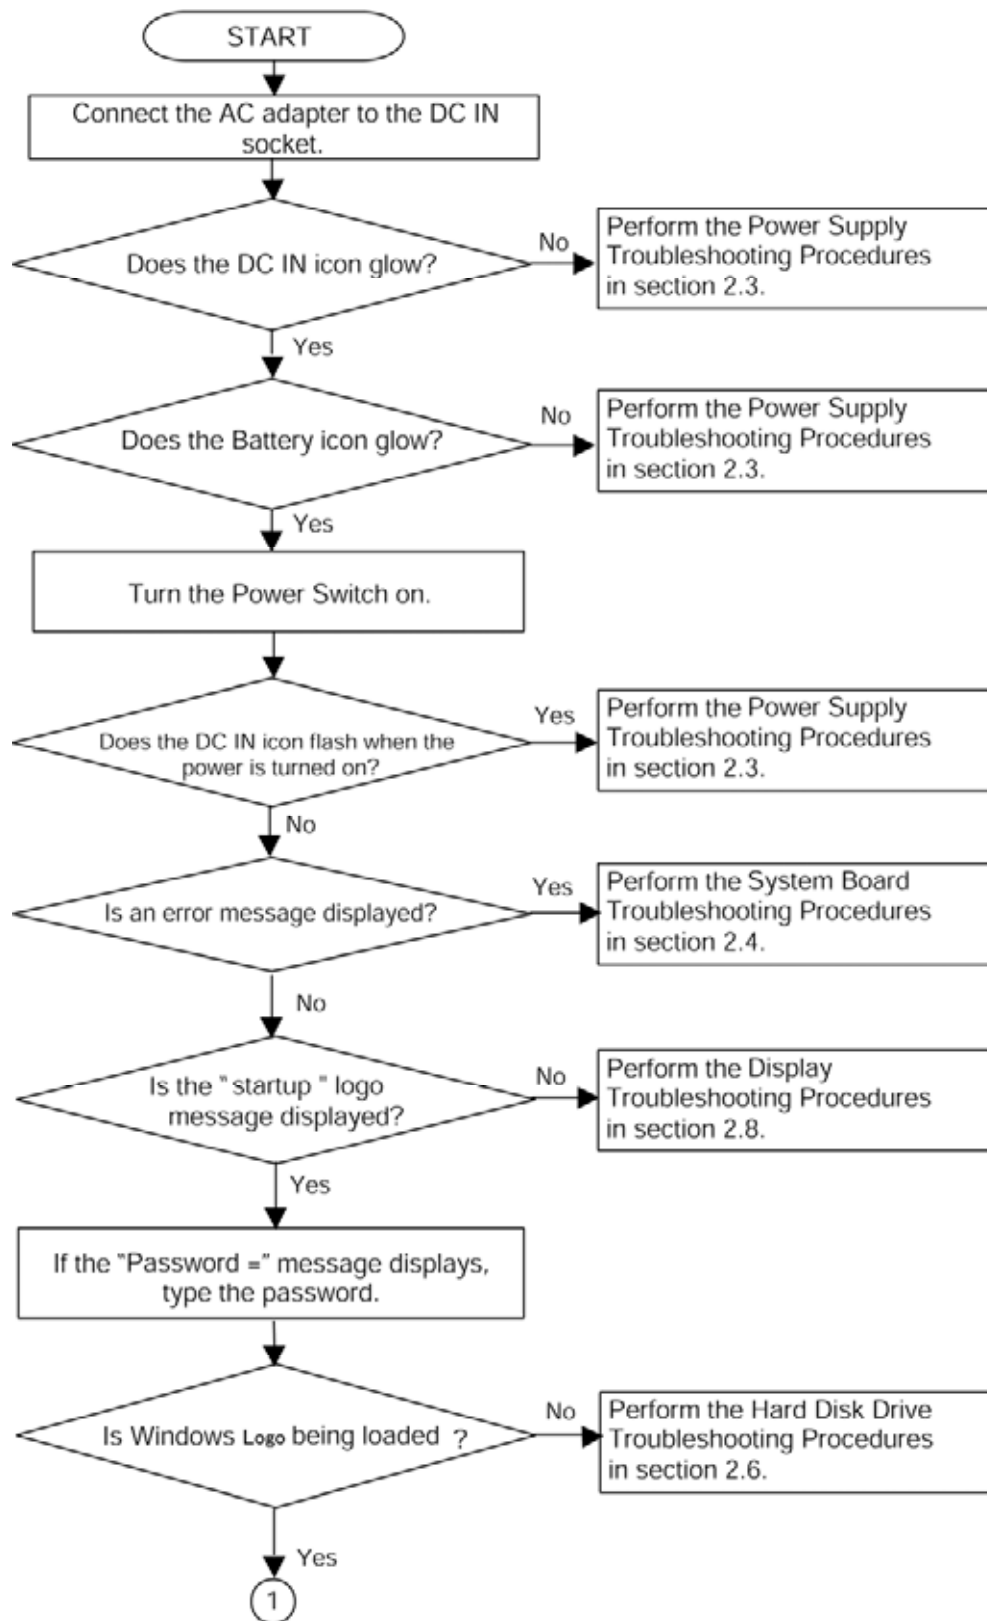 START
Connect the AC adapter to the DC IN
socket.
Does the DC IN icon glow?
No
Perform the Power Supply
Troubleshooting Procedures
in section 2.3.
Yes
Does the Battery icon glow?
No
Perform the Power Supply
Troubleshooting Procedures
in section 2.3.
Yes
Turn the Power Switch on.
Does the DC IN icon flash when the
power is turned on?
Yes
Perform the Power Supply
Troubleshooting Procedures
in section 2.3.
No
Is an error message displayed?
Yes
Perform the System Board
Troubleshooting Procedures
in section 2.4.
No
Is the "startup " logo
message displayed?
No
Perform the Display
Troubleshooting Procedures
in section 2.8.
Yes
If the "Password =" message displays,
type the password.
Is Windows Logo being loaded ?
No
Perform the Hard Disk Drive
Troubleshooting Procedures
in section 2.6.
Yes
1